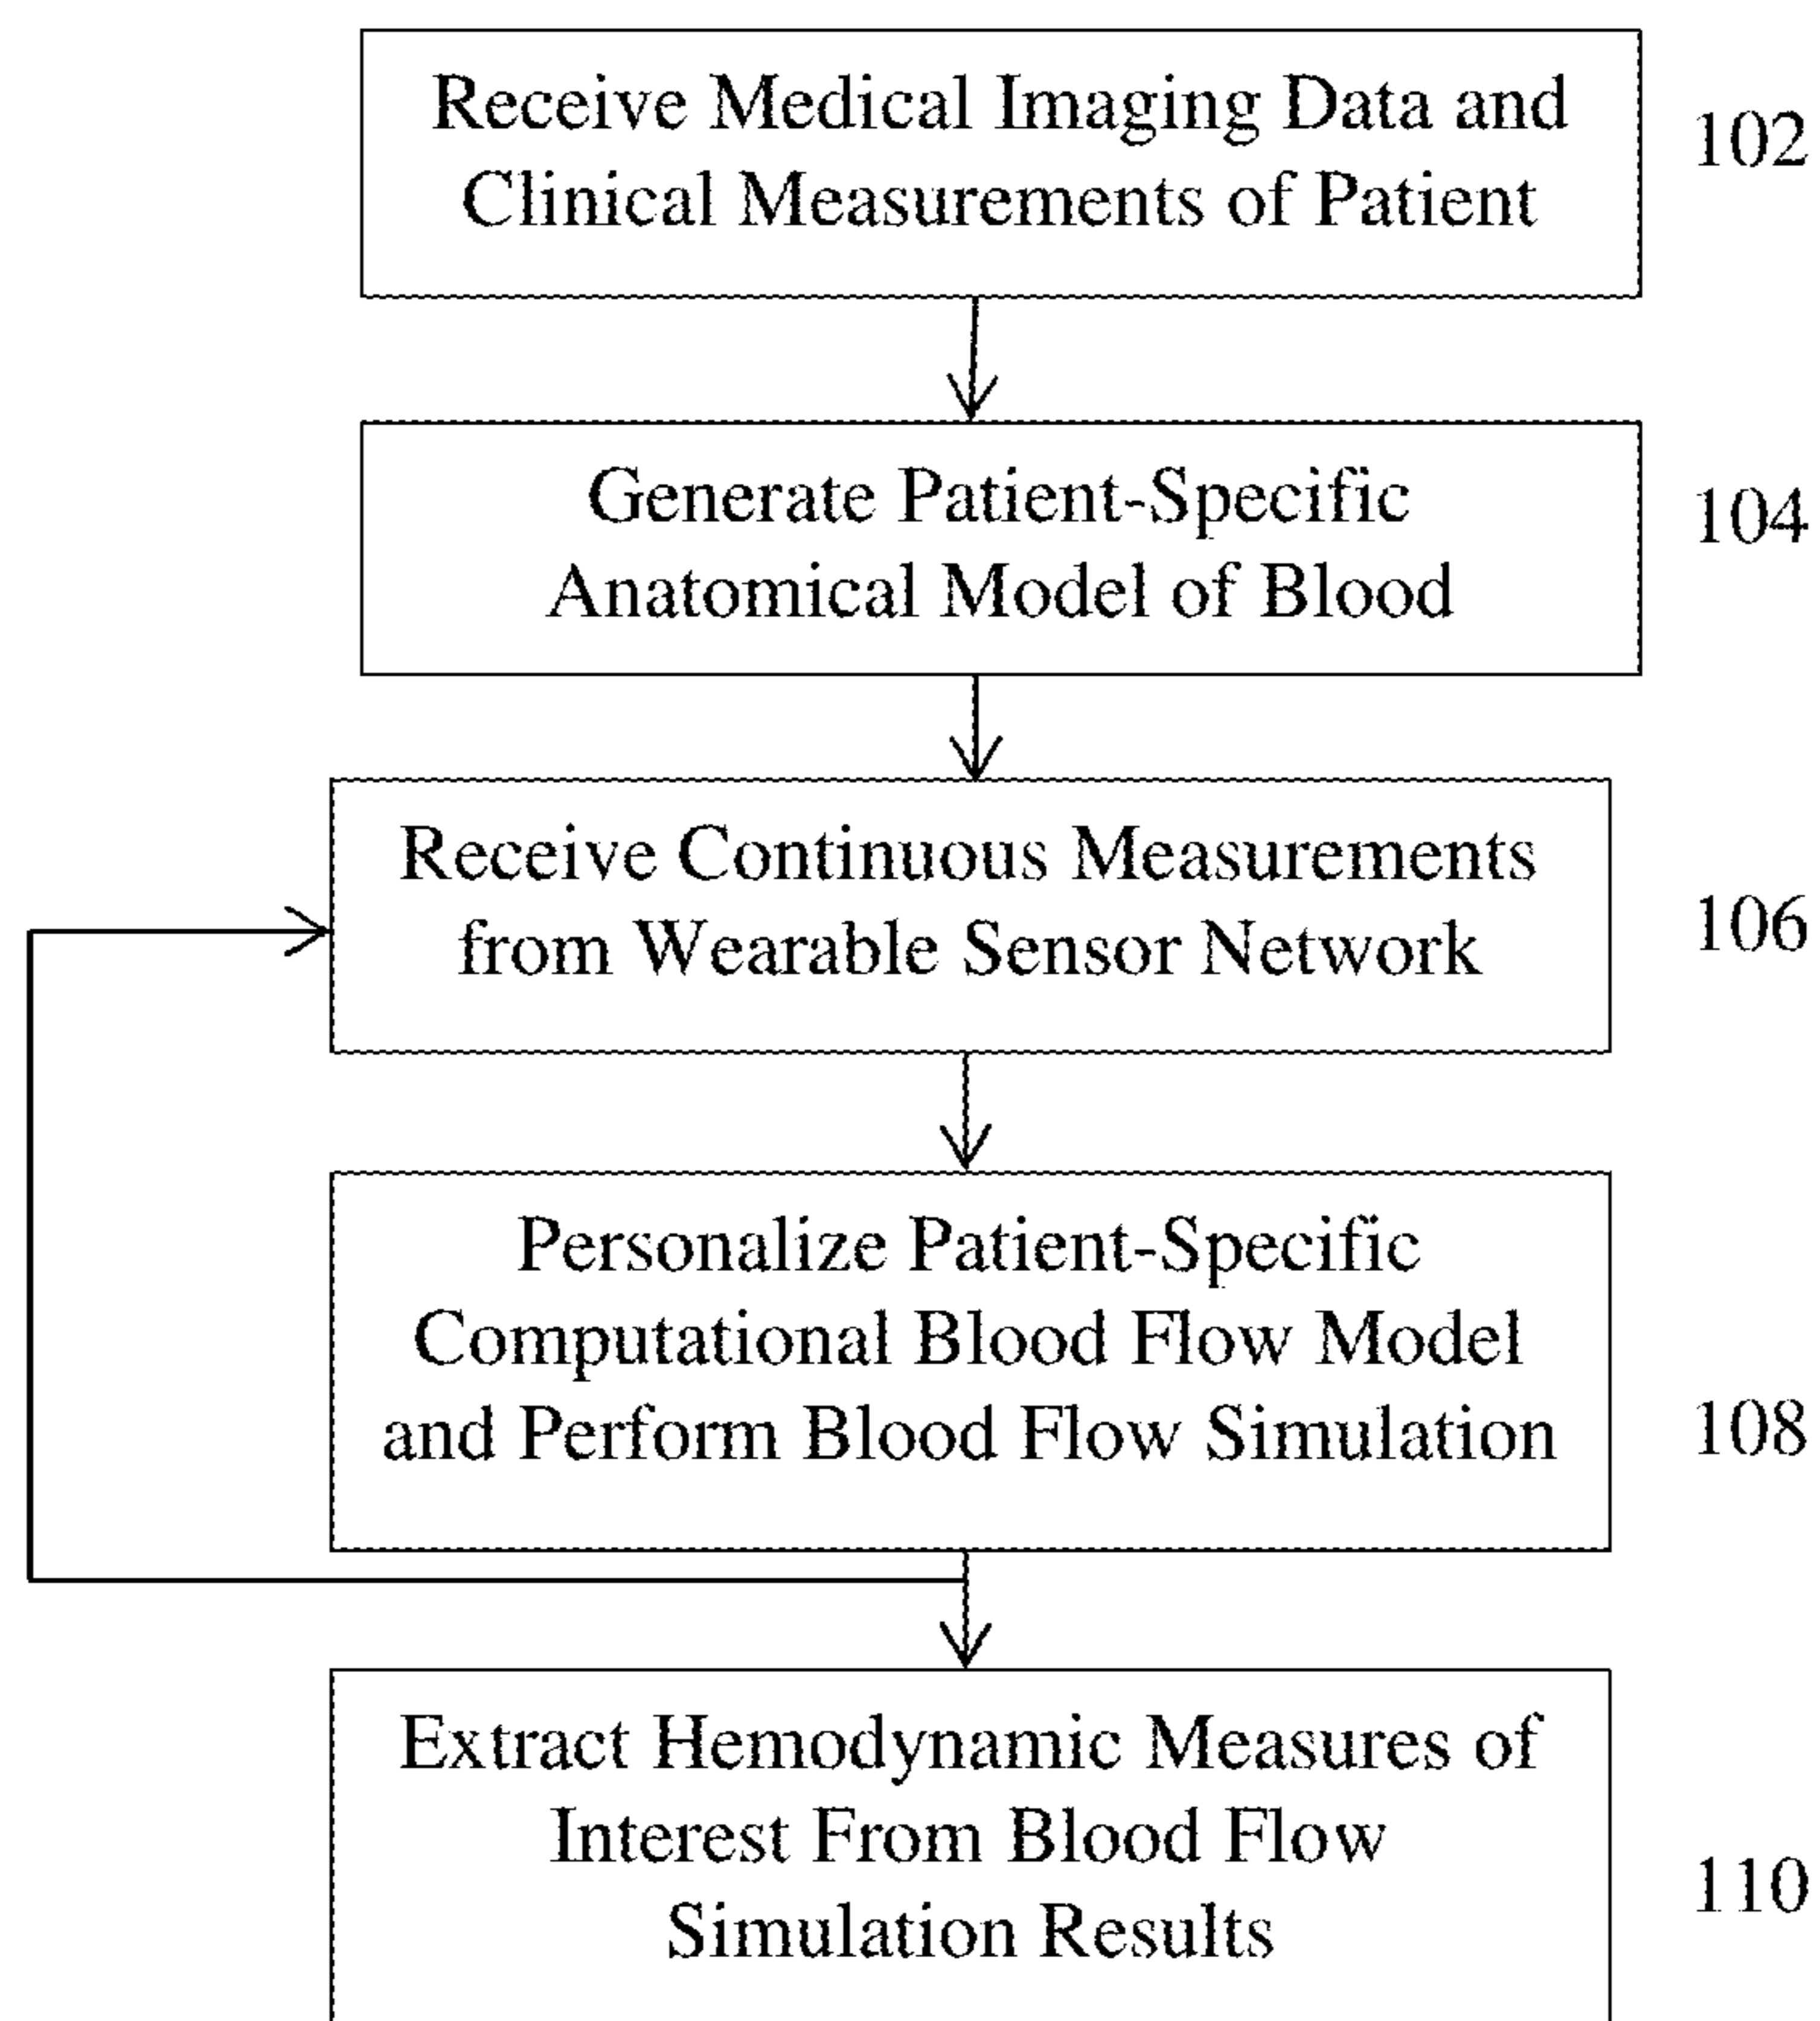 Receive Medical Imaging Data and
Clinical Measurements of Patient
102
Generate Patient-Specific
Anatomical Model of Blood
104
Receive Continuous Measurements
from Wearable Sensor Network
106
Personalize Patient-Specific
Computational Blood Flow Model
and Perform Blood Flow Simulation
108
Extract Hemodynamic Measures of
Interest From Blood Flow
Simulation Results
110